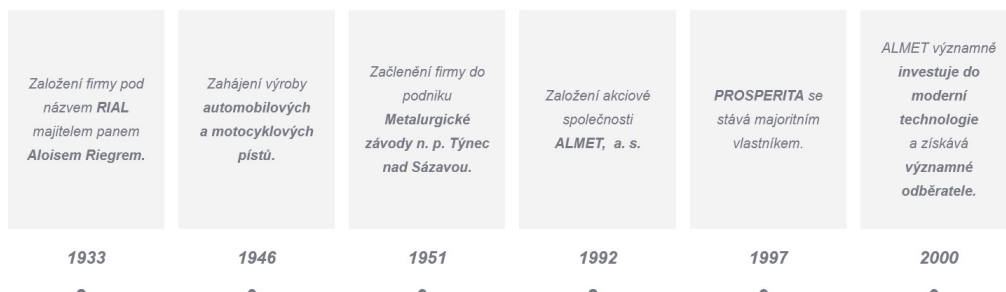 Založení firmy pod
názvem RIAL
majitelem panem
Aloisem Riegrem.
1933
Zahájení výroby
automobilových
a motocyklových
pístů.
1946
Začlenění firmy do
podniku
Metalurgické
závody n. p. Týnec
nad Sázavou.
1951
Založení akciové
společnosti
ALMET, a. s.
1992
PROSPERITA se
stává majoritním
vlastníkem.
1997
ALMET významně
investuje do
moderní
technologie
a získává
významné
odběratele.
2000